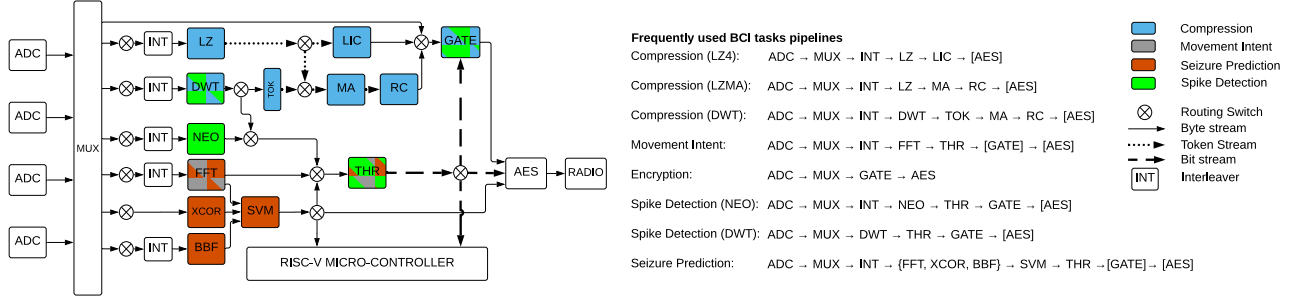 ADC
ADC
ADC
ADC
MUX
INT
LZ
LIC
GATE
INT
DWT
TOK
MA
RC
INT
NEO
INT
FFT
THR
AES
RADIO
XCOR
SVM
INT
BBF
RISC-V MICRO-CONTROLLER
Frequently used BCI tasks pipelines
Compression (LZ4): ADC → MUX → INT → LZ → LIC → [AES]
Compression (LZMA): ADC → MUX → INT → LZ → MA → RC → [AES]
Compression (DWT): ADC → MUX → INT → DWT → TOK → MA → RC → [AES]
Movement Intent: ADC → MUX → INT → FFT → THR → [GATE] → [AES]
Encryption: ADC → MUX → GATE → AES
Spike Detection (NEO): ADC → MUX → INT → NEO → THR → GATE → [AES]
Spike Detection (DWT): ADC → MUX → DWT → THR → GATE → [AES]
Seizure Prediction: ADC → MUX → INT → {FFT, XCOR, BBF} → SVM → THR →[GATE]→ [AES]
Compression
Movement Intent
Seizure Prediction
Spike Detection
Routing Switch
Byte stream
Token Stream
Bit stream
INT Interleaver